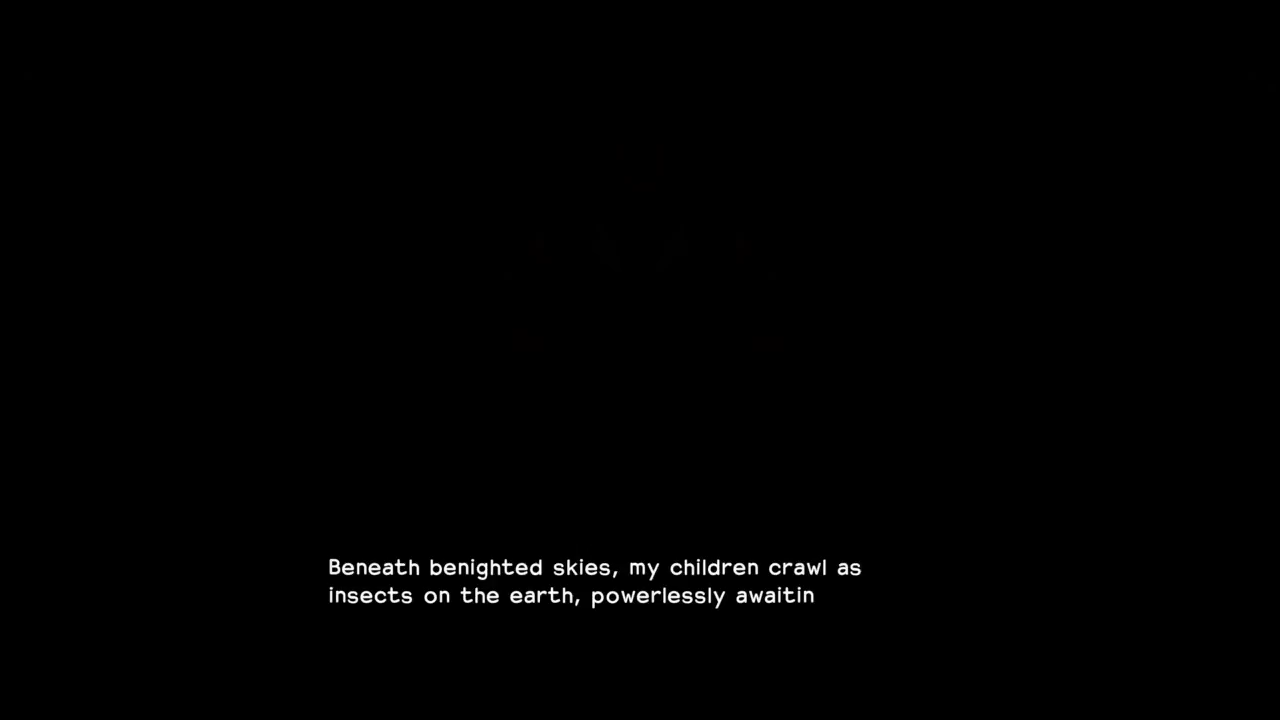 Beneath benighted skies, my children crawl as
insects on the earth, powerlessly awaitin